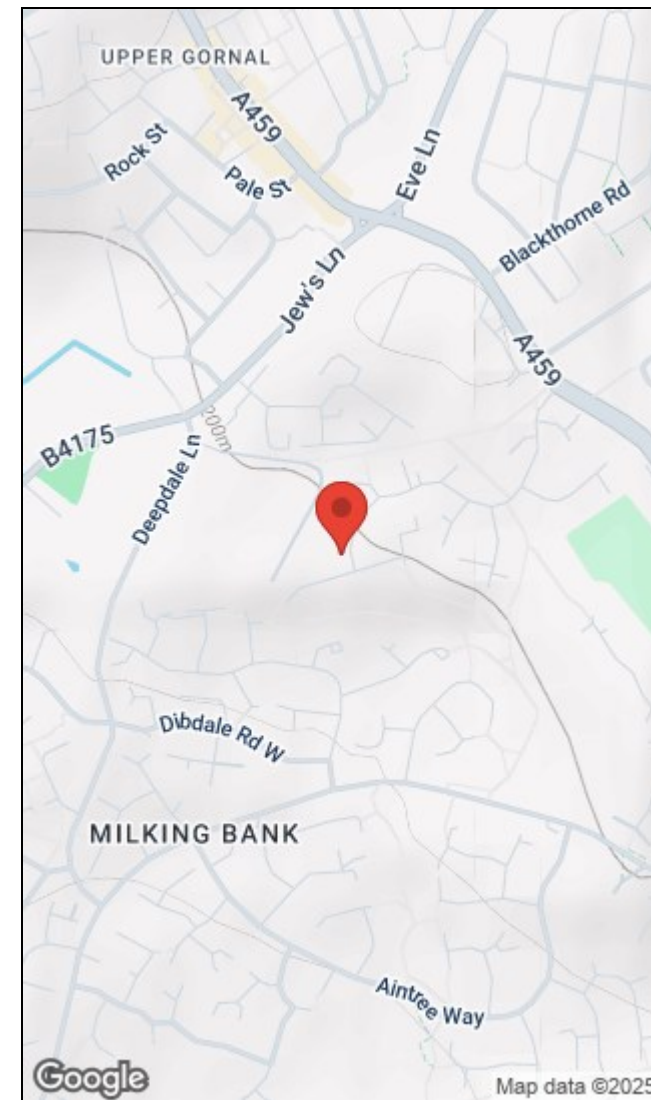 UPPER GORNAL
A459
Rock St
Pale St
Eve Ln
Blackthorne Rd
Jew's Ln
A459
B4175
200m
Deepdale Ln
Dibdale Rd W
MILKING BANK
Aintree Way
Google
Map data ©2025